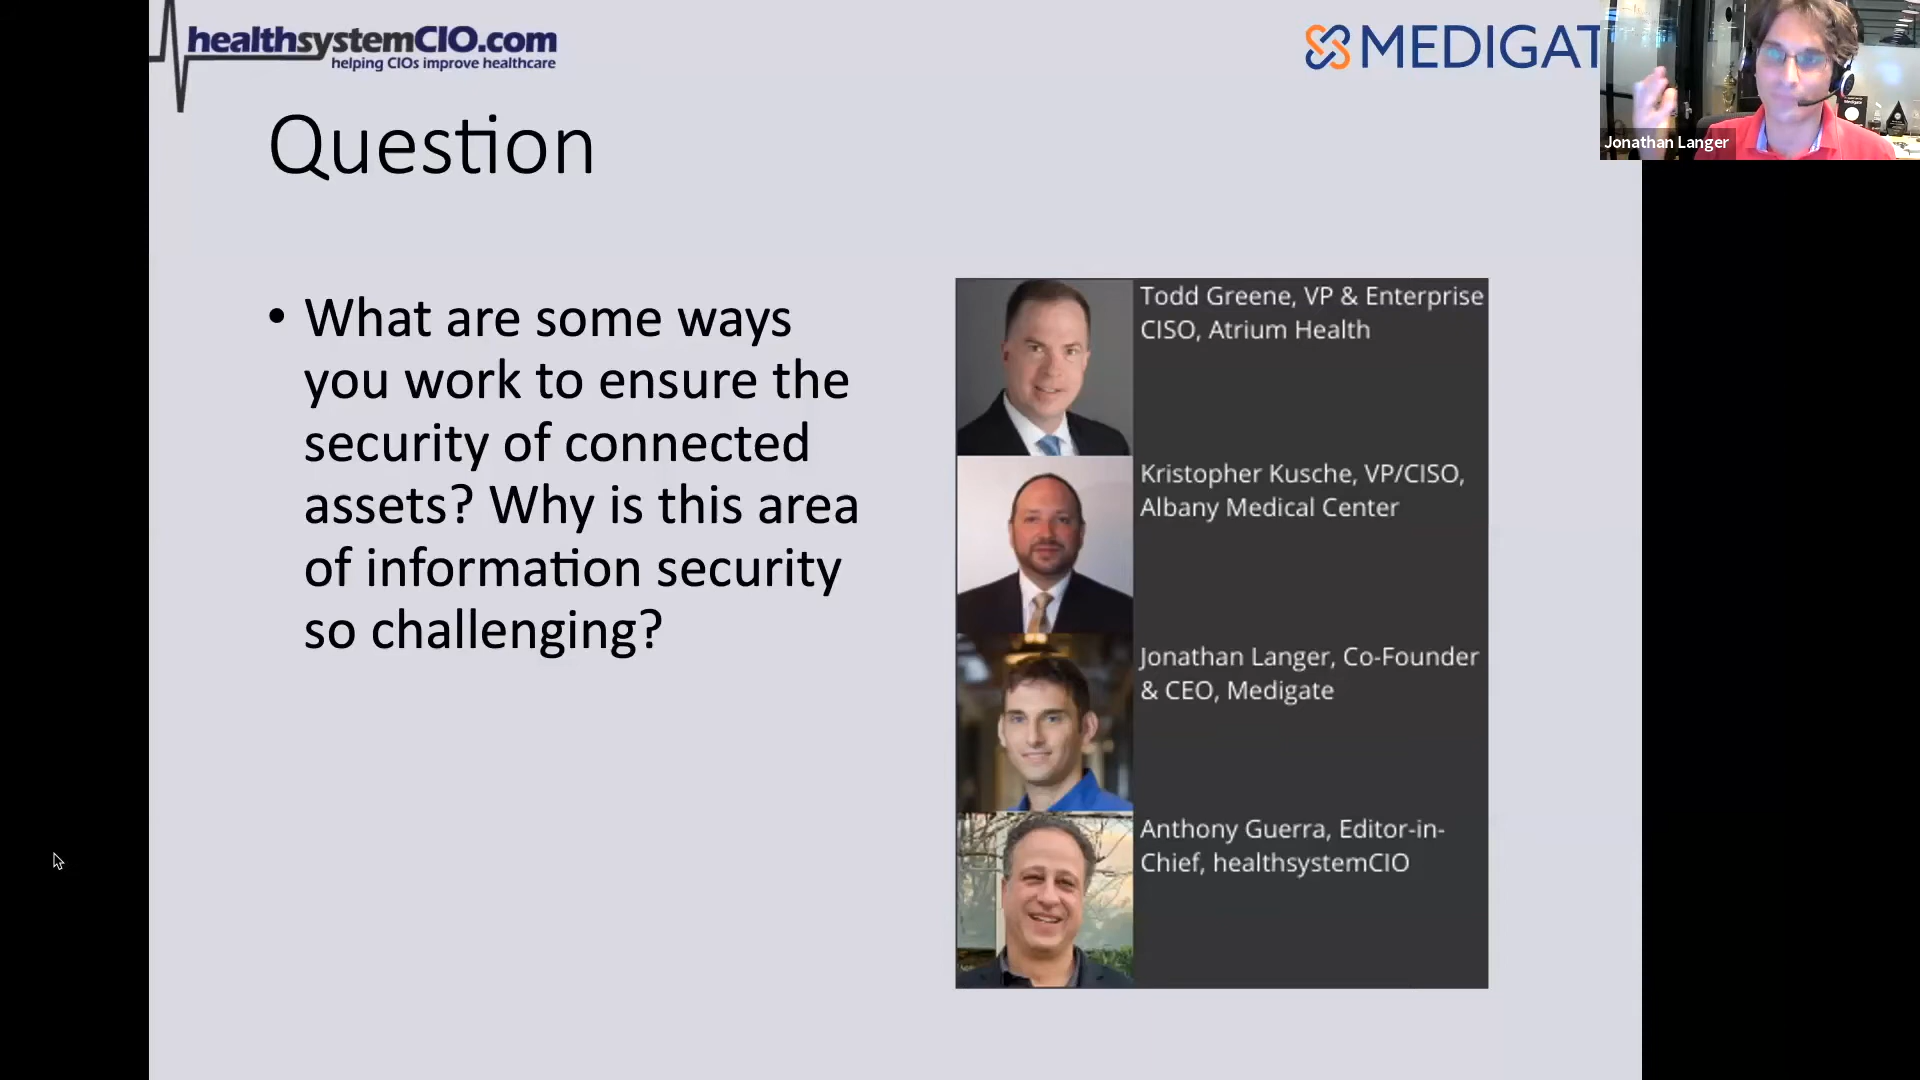 healthsystemCIO.com
helping CIOs improve healthcare
MEDIGAT
Jonathan Langer
Question
• What are some ways
you work to ensure the
security of connected
assets? Why is this area
of information security
so challenging?
Todd Greene, VP & Enterprise
CISO, Atrium Health
Kristopher Kusche, VP/CISO,
Albany Medical Center
Jonathan Langer, Co-Founder
& CEO, Medigate
Anthony Guerra, Editor-in-
Chief, healthsystemCIO